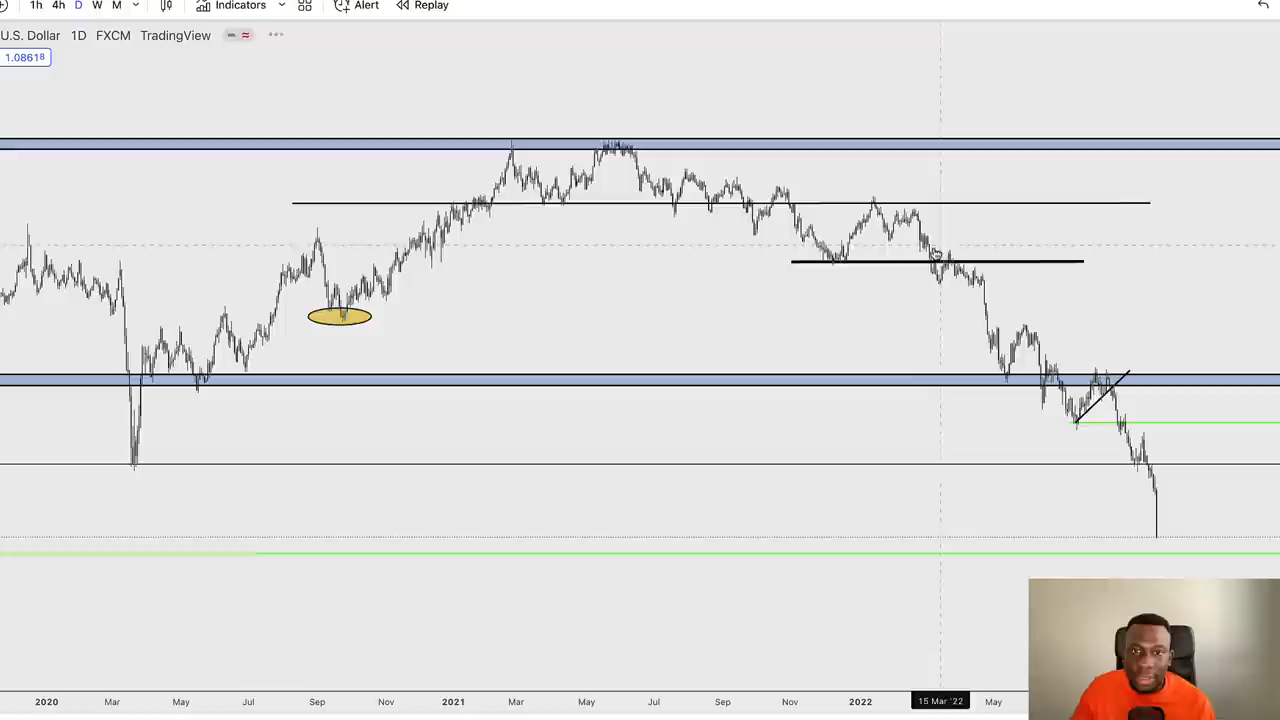 1h 4h D W M Indicators Alert Replay
U.S. Dollar 1D FXCM TradingView
1.08618
2020 Mar May Jul Sep Nov 2021 Mar May Jul Sep Nov 2022 15 Mar '22 May